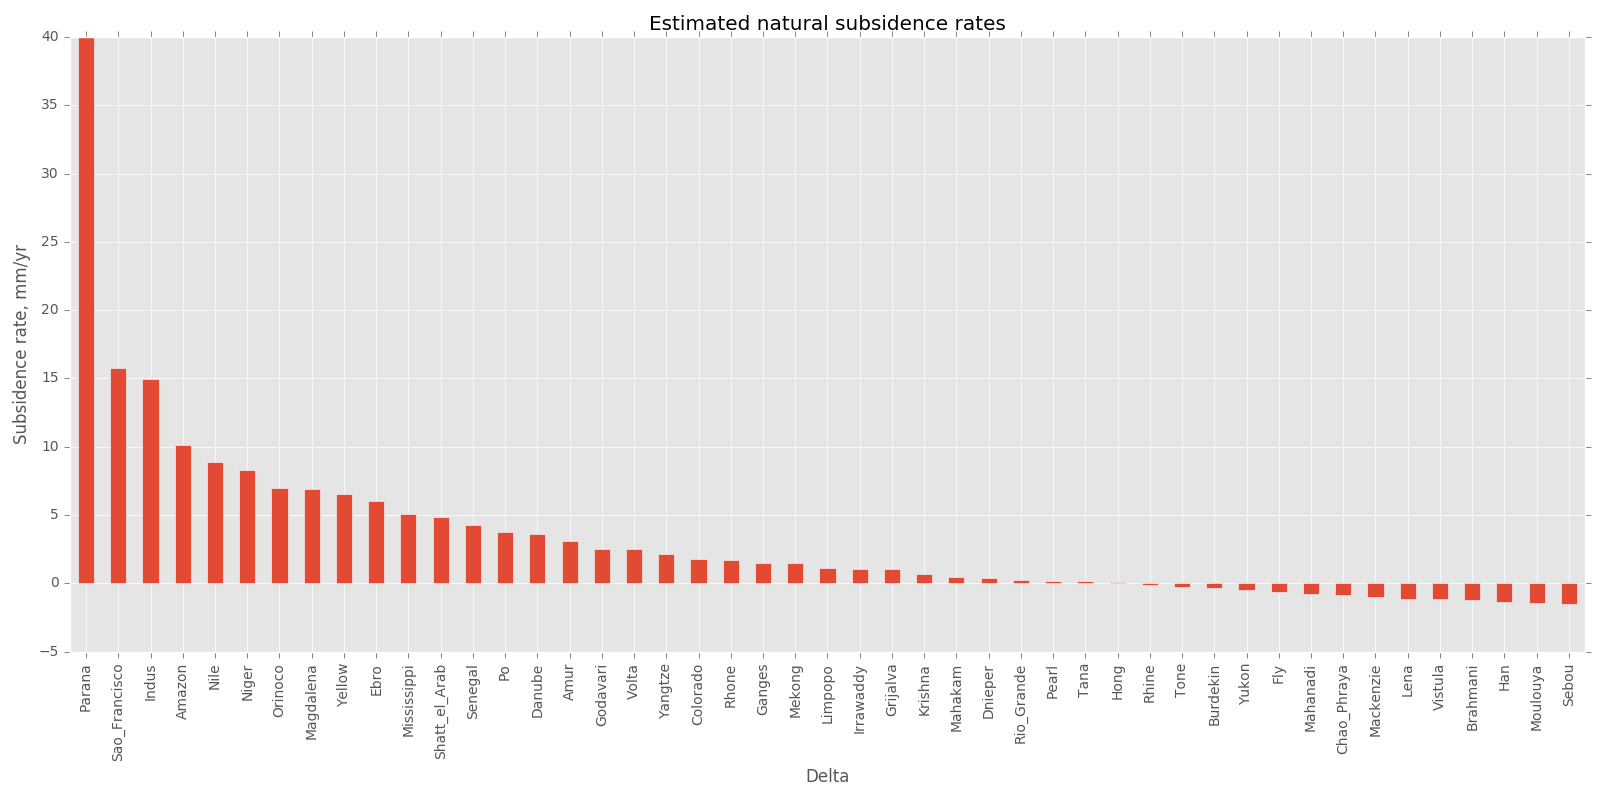 Estimated natural subsidence rates
40
35
30
25
20
15
10
5
0
−5
Subsidence rate, mm/yr
Parana
Sao_Francisco
Indus
Amazon
Nile
Niger
Orinoco
Magdalena
Yellow
Ebro
Mississippi
Shatt_el_Arab
Senegal
Po
Danube
Amur
Godavari
Volta
Yangtze
Colorado
Rhone
Ganges
Mekong
Limpopo
Irrawaddy
Grijalva
Krishna
Mahakam
Dnieper
Rio_Grande
Pearl
Tana
Hong
Rhine
Tone
Burdekin
Yukon
Fly
Mahanadi
Chao_Phraya
Mackenzie
Lena
Vistula
Brahmani
Han
Moulouya
Sebou
Delta